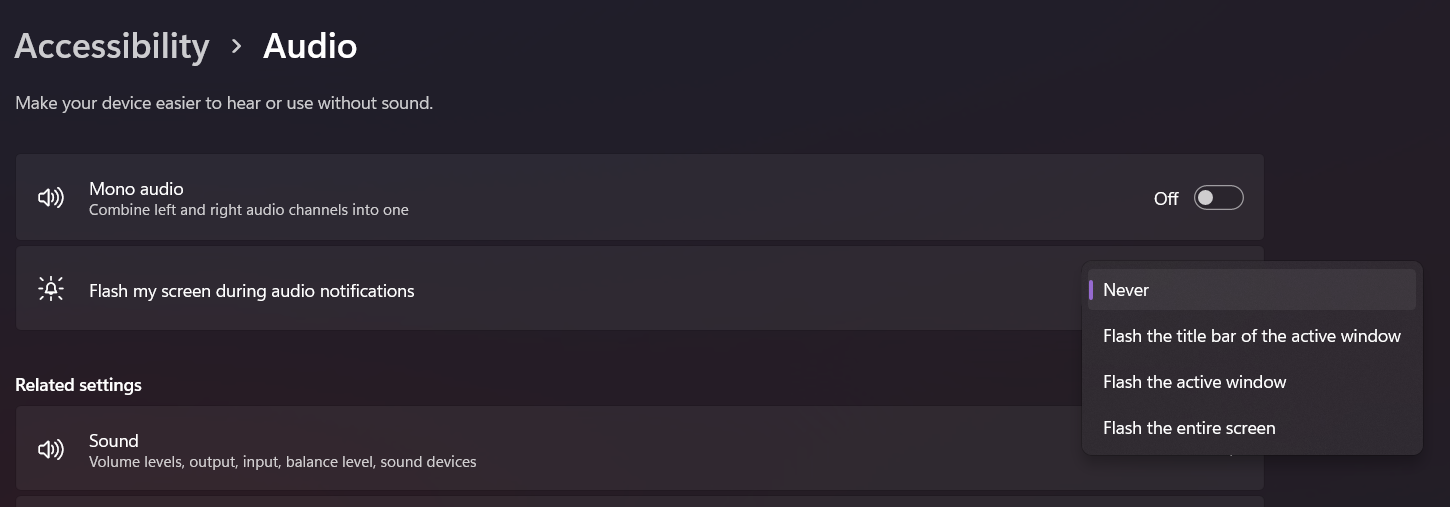 Accessibility > Audio
Make your device easier to hear or use without sound.
Mono audio
Combine left and right audio channels into one
Off
Flash my screen during audio notifications
Never
Flash the title bar of the active window
Flash the active window
Flash the entire screen
Related settings
Sound
Volume levels, output, input, balance level, sound devices